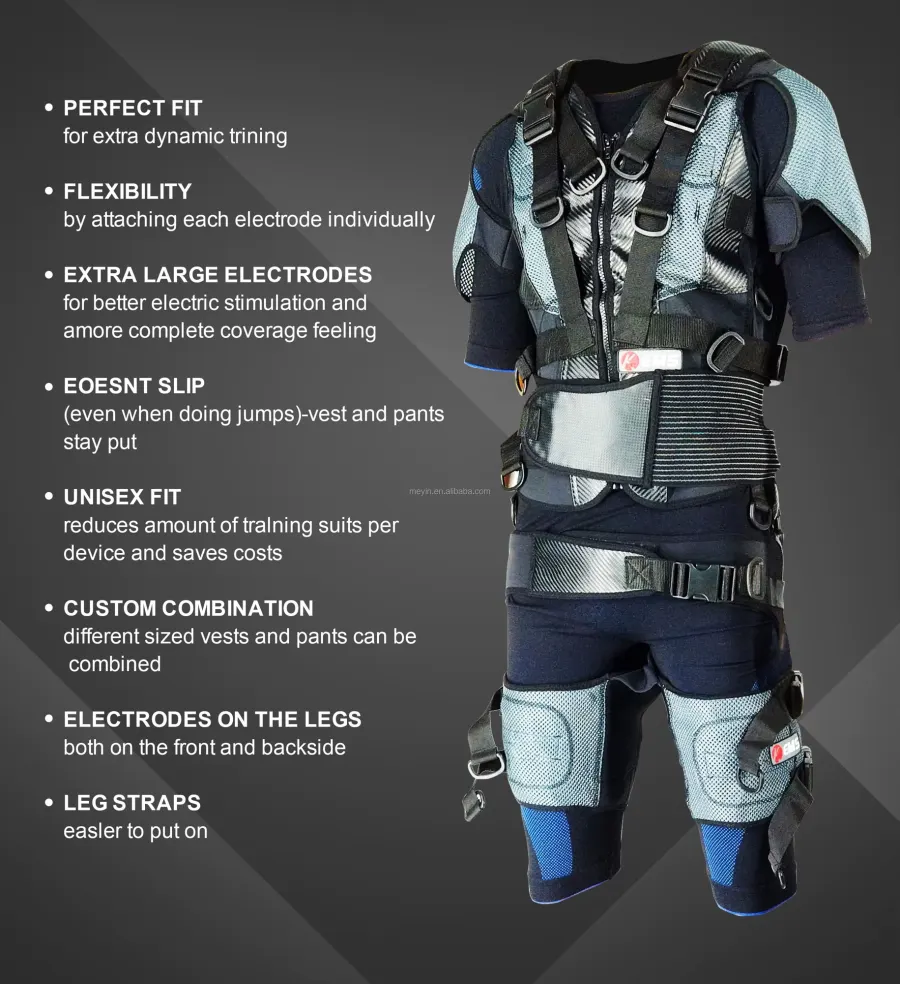 • PERFECT FIT
for extra dynamic trining
• FLEXIBILITY
by attaching each electrode individually
• EXTRA LARGE ELECTRODES
for better electric stimulation and
amore complete coverage feeling
• EOESNT SLIP
(even when doing jumps)-vest and pants
stay put
• UNISEX FIT
reduces amount of tralning suits per
device and saves costs
• CUSTOM COMBINATION
different sized vests and pants can be
combined
• ELECTRODES ON THE LEGS
both on the front and backside
• LEG STRAPS
easier to put on
EMS
meyin.en.alibaba.com
EMS